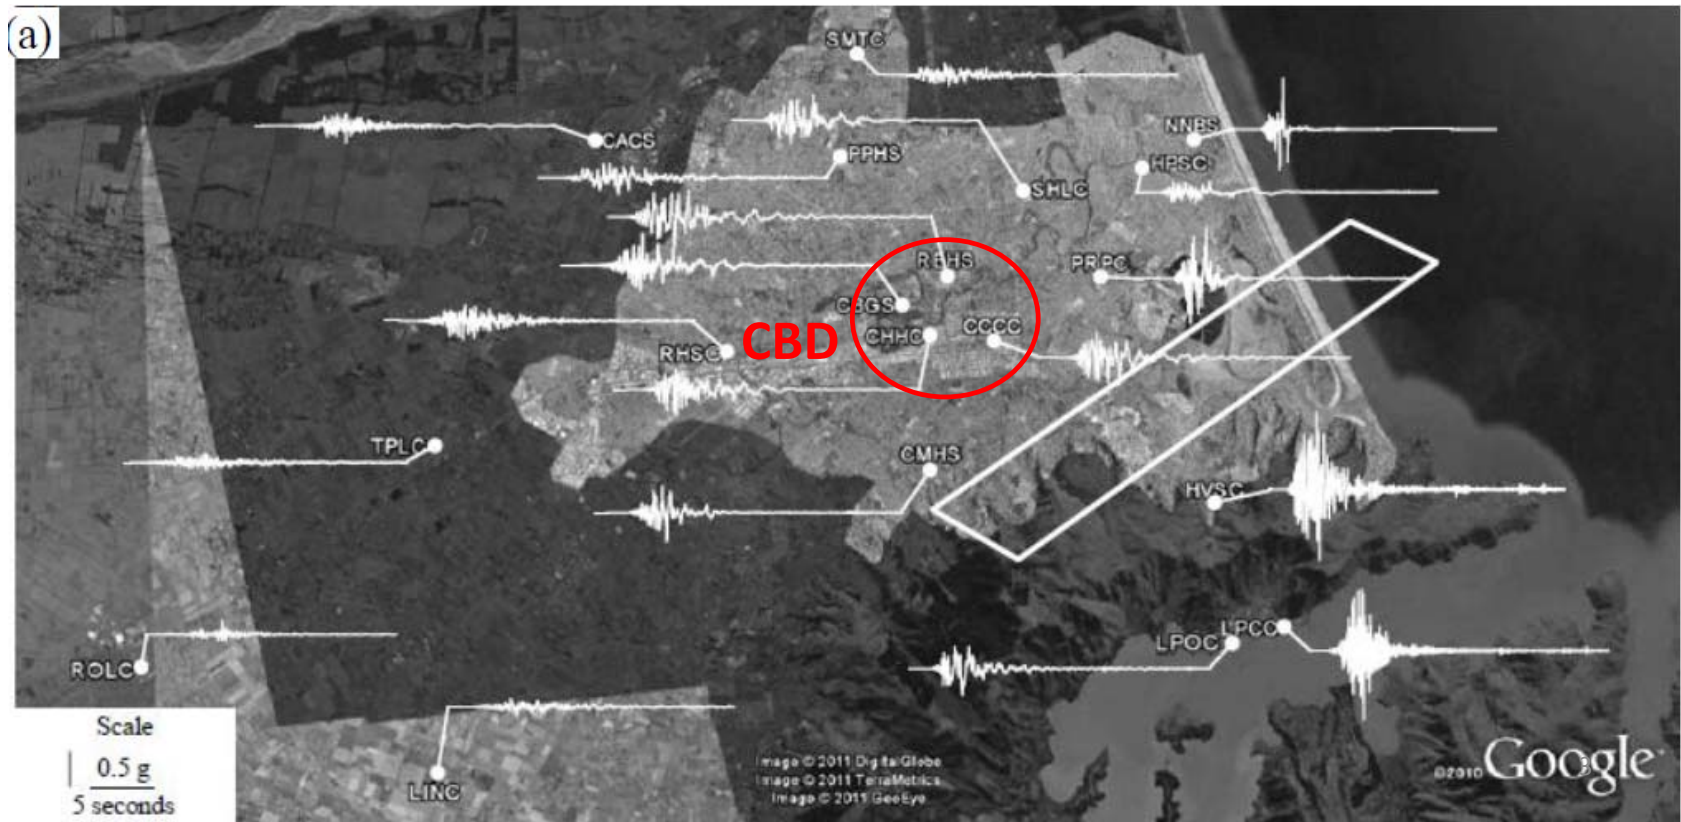 (a)
SMTC
NNBS
CACS
PPHS
HPSC
SHLC
RBHS
PRPC
CBGS
CCCC
CHHC
RHSC
CBD
TPLC
CMHS
HVSC
LPCC
LPOC
ROLC
Scale
0.5 g
5 seconds
LINC
Image © 2011 DigitalGlobe
Image © 2011 TerraMetrics
Image © 2011 GeoEye
©2010 Google